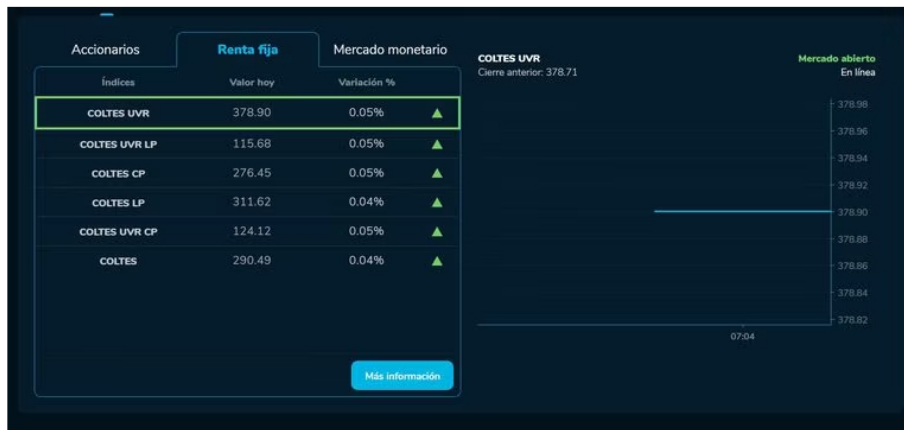 Accionarios Renta fija Mercado monetario
Índices Valor hoy Variación %
COLTES UVR 378.90 0.05%
COLTES UVR LP 115.68 0.05%
COLTES CP 276.45 0.05%
COLTES LP 311.62 0.04%
COLTES UVR CP 124.12 0.05%
COLTES 290.49 0.04%
Más información
COLTES UVR Mercado abierto
Cierre anterior: 378.71 En línea
378.98
378.96
378.94
378.92
378.90
378.88
378.86
378.84
378.82
07:04